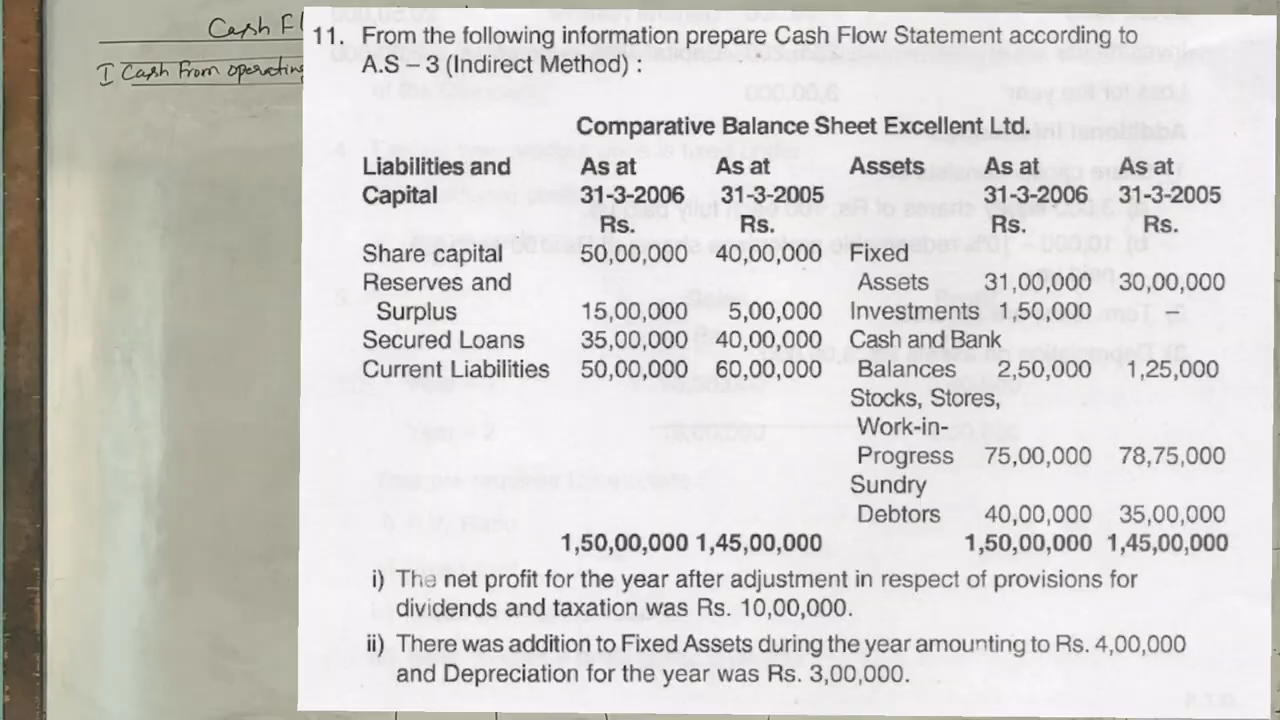 Cash Fl
I Cash From operating
11. From the following information prepare Cash Flow Statement according to
A.S – 3 (Indirect Method) :
Comparative Balance Sheet Excellent Ltd.
Liabilities and As at As at Assets As at As at
Capital 31-3-2006 31-3-2005 31-3-2006 31-3-2005
Rs. Rs. Rs. Rs.
Share capital 50,00,000 40,00,000 Fixed
Reserves and Assets 31,00,000 30,00,000
Surplus 15,00,000 5,00,000 Investments 1,50,000 –
Secured Loans 35,00,000 40,00,000 Cash and Bank
Current Liabilities 50,00,000 60,00,000 Balances 2,50,000 1,25,000
Stocks, Stores,
Work-in-
Progress 75,00,000 78,75,000
Sundry
Debtors 40,00,000 35,00,000
1,50,00,000 1,45,00,000 1,50,00,000 1,45,00,000
i) The net profit for the year after adjustment in respect of provisions for
dividends and taxation was Rs. 10,00,000.
ii) There was addition to Fixed Assets during the year amounting to Rs. 4,00,000
and Depreciation for the year was Rs. 3,00,000.